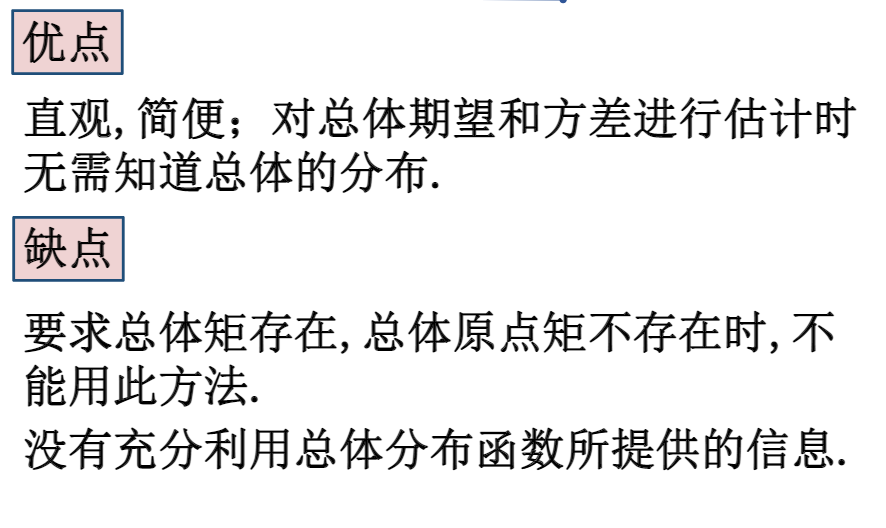 优点
直观, 简便；对总体期望和方差进行估计时
无需知道总体的分布.
缺点
要求总体矩存在, 总体原点矩不存在时, 不
能用此方法.
没有充分利用总体分布函数所提供的信息.